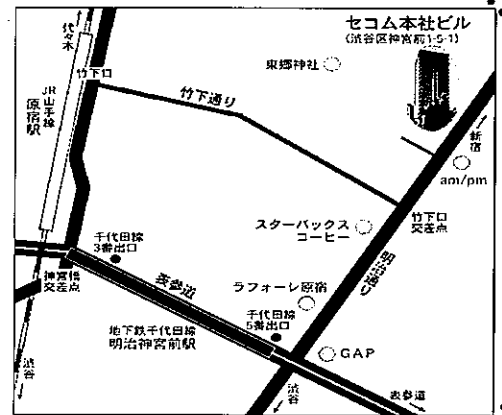 セコム本社ビル
(渋谷区神宮前1-5-1)
代々木
竹下口
東郷神社
JR山手線
原宿駅
竹下通り
新宿
am/pm
竹下口
交差点
スターバックス
コーヒー
明治通り
千代田線
3番出口
神宮橋
交差点
表参道
ラフォーレ原宿
千代田線
5番出口
地下鉄千代田線
明治神宮前駅
GAP
渋谷
渋谷
表参道